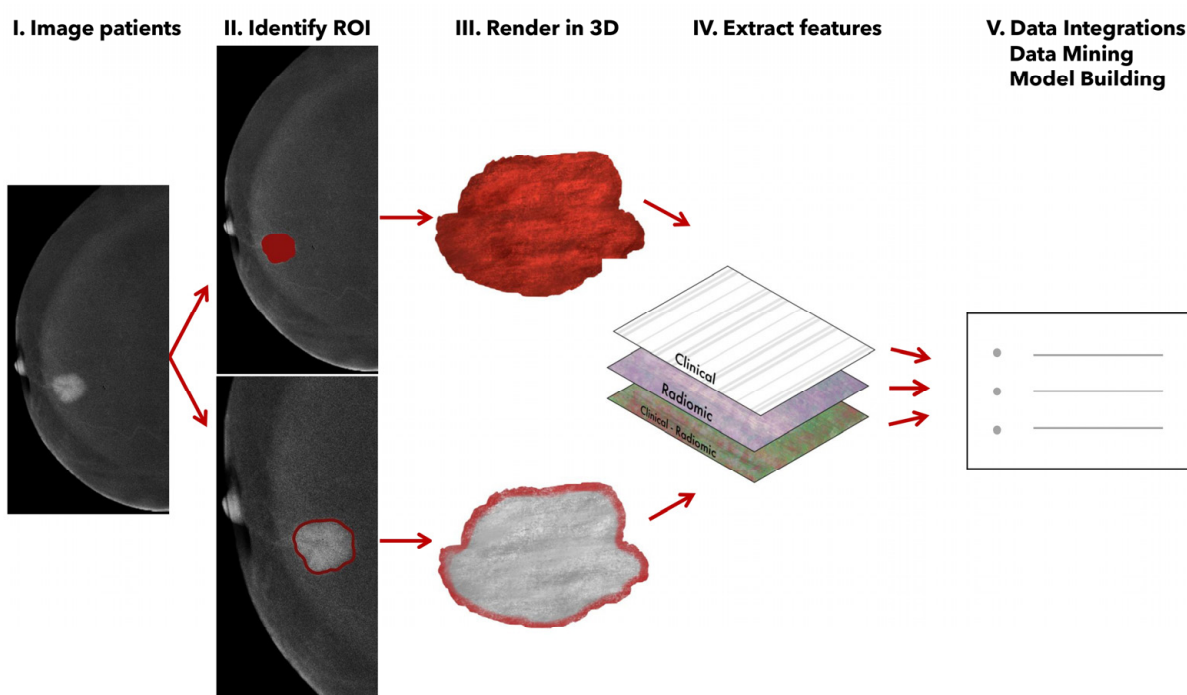 I. Image patients
II. Identify ROI
III. Render in 3D
IV. Extract features
V. Data Integrations
Data Mining
Model Building
Clinical
Radiomic
Clinical - Radiomic